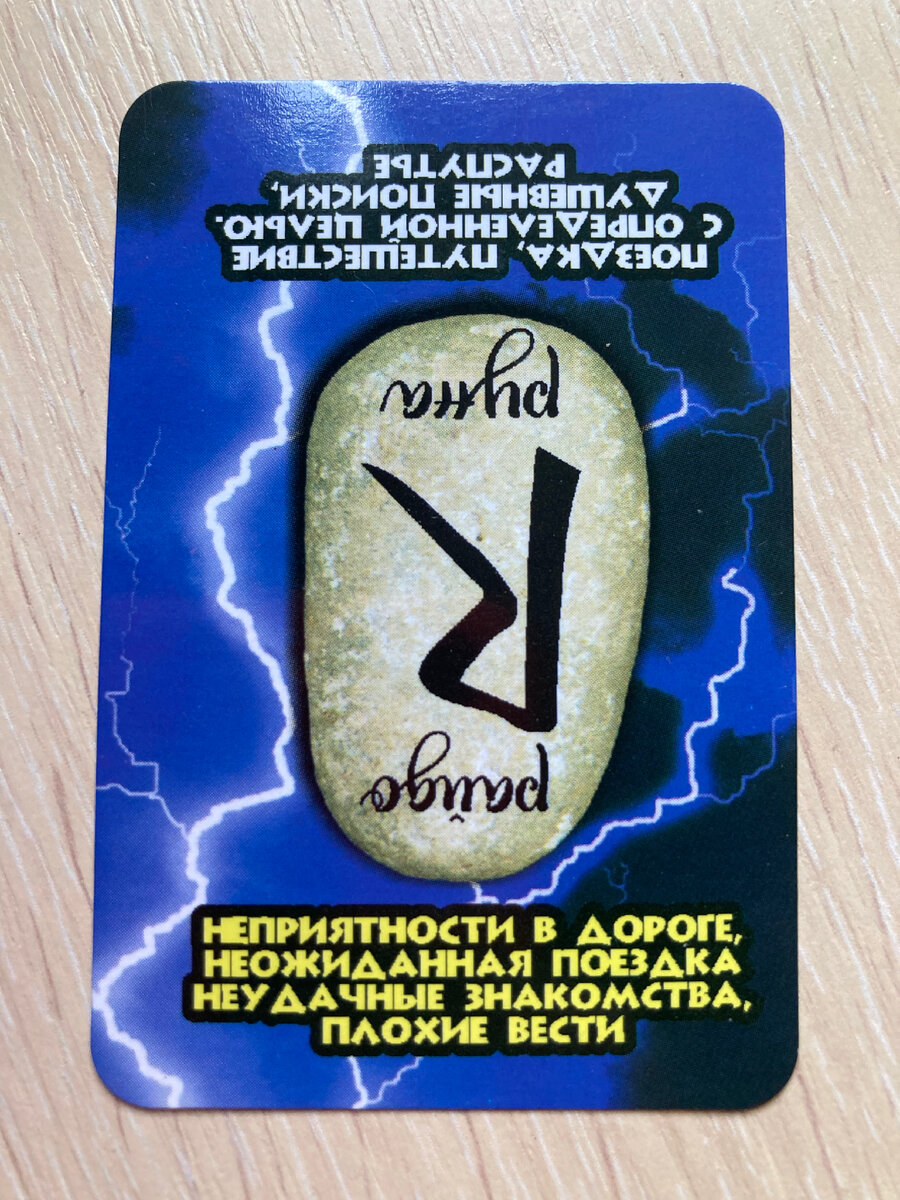 ПОЕЗДКА, ПУТЕШЕСТВИЕ
С ОПРЕДЕЛЕННОЙ ЦЕЛЬЮ.
ДУШЕВНЫЕ ПОИСКИ,
РАСПУТЬЕ
руна
райдо
НЕПРИЯТНОСТИ В ДОРОГЕ,
НЕОЖИДАННАЯ ПОЕЗДКА
НЕУДАЧНЫЕ ЗНАКОМСТВА,
ПЛОХИЕ ВЕСТИ